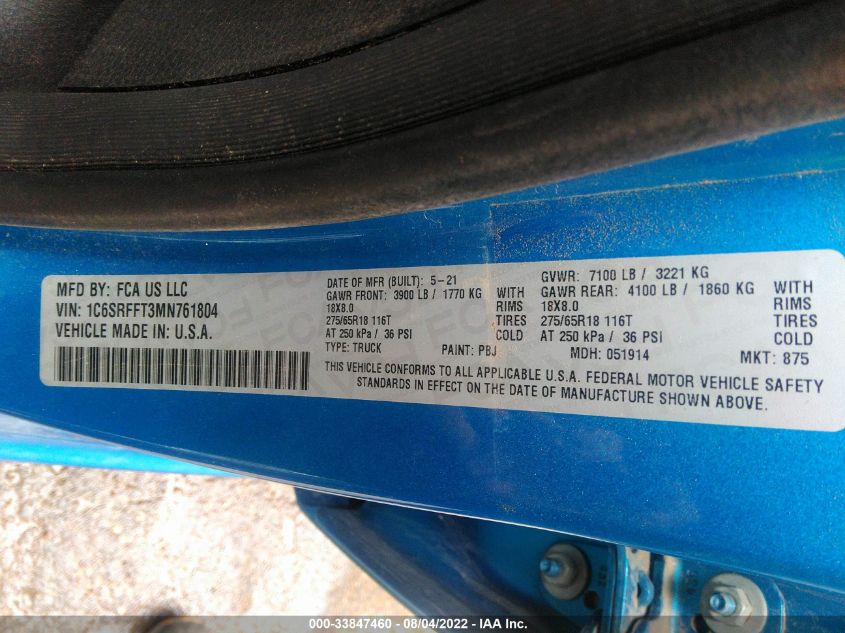 MFD BY: FCA US LLC
VIN: 1C6SRFFT3MN761804
VEHICLE MADE IN: U.S.A.
DATE OF MFR (BUILT): 5-21
GAWR FRONT: 3900 LB / 1770 KG WITH
18X8.0 RIMS
275/65R18 116T TIRES
AT 250 kPa / 36 PSI COLD
TYPE: TRUCK PAINT: PBJ
GVWR: 7100 LB / 3221 KG
GAWR REAR: 4100 LB / 1860 KG WITH
18X8.0 RIMS
275/65R18 116T TIRES
AT 250 kPa / 36 PSI COLD
MDH: 051914 MKT: 875
THIS VEHICLE CONFORMS TO ALL APPLICABLE U.S.A. FEDERAL MOTOR VEHICLE SAFETY
STANDARDS IN EFFECT ON THE DATE OF MANUFACTURE SHOWN ABOVE.
000-33847460 - 08/04/2022 - IAA Inc.